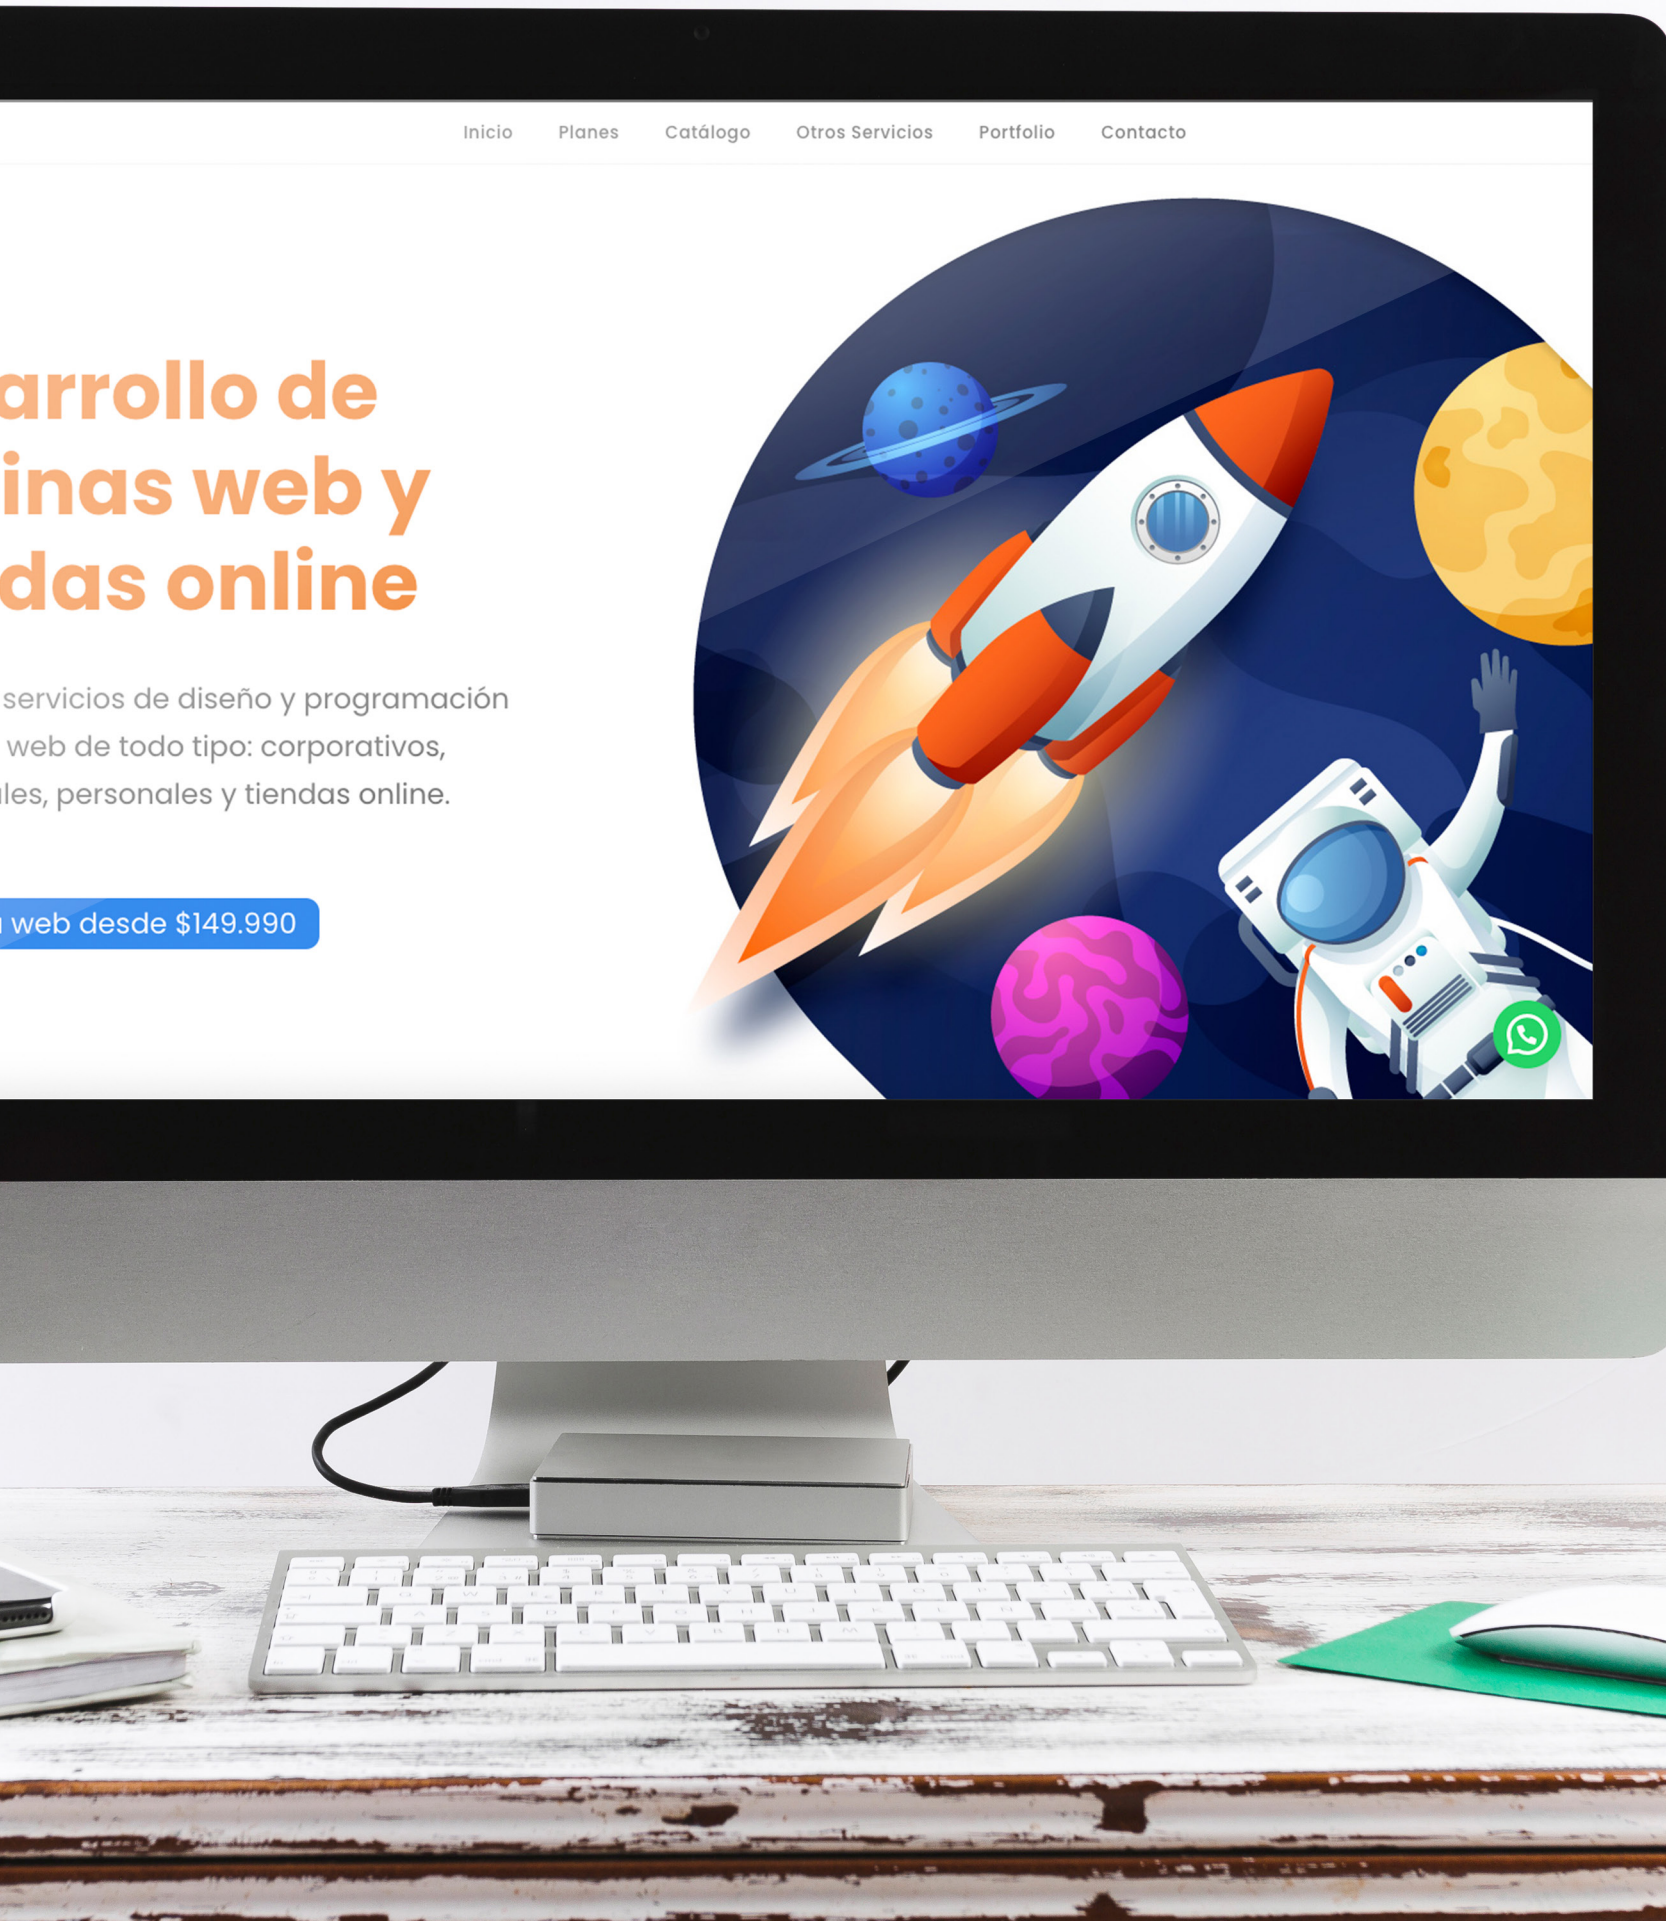 Inicio Planes Catálogo Otros Servicios Portfolio Contacto
arrollo de
inas web y
das online
servicios de diseño y programación
web de todo tipo: corporativos,
les, personales y tiendas online.
web desde $149.990